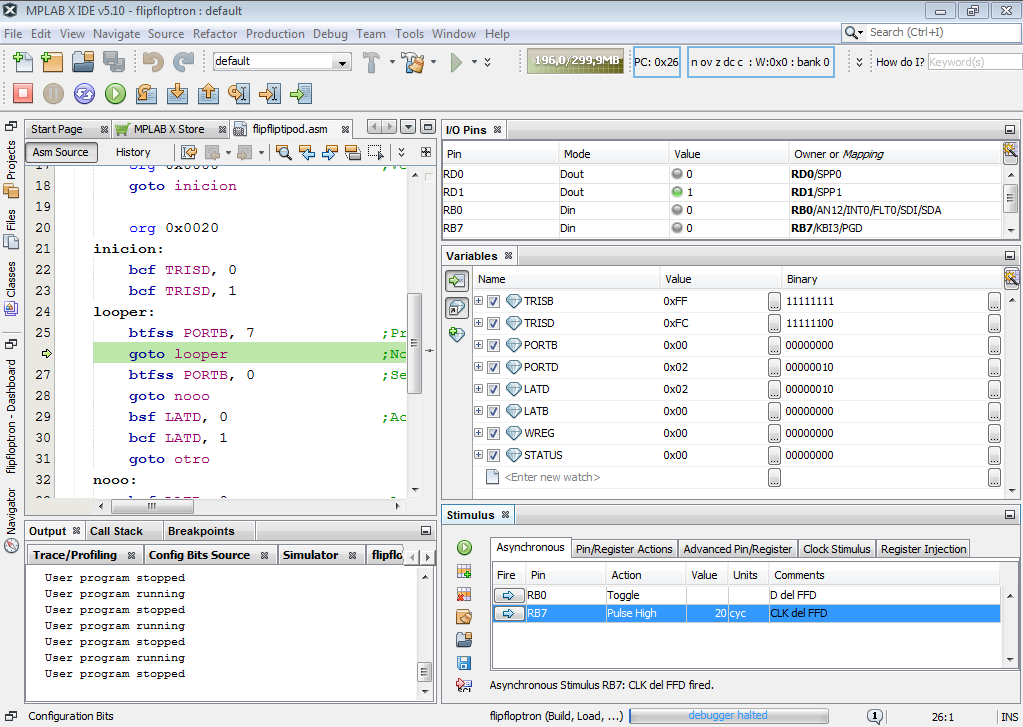 MPLAB X IDE v5.10 - flipfloptron : default
File Edit View Navigate Source Refactor Production Debug Team Tools Window Help
Search (Ctrl+I)
default
196,0/299,9MB
PC: 0x26
n ov z dc c : W:0x0 : bank 0
How do I?
Keyword(s)
Projects
Files
Classes
flipfloptron - Dashboard
Navigator
Start Page
MPLAB X Store
flipfliptipod.asm
Asm Source
History
17 org 0x0000
18 goto inicion
19
20 org 0x0020
21 inicion:
22 bcf TRISD, 0
23 bcf TRISD, 1
24 looper:
25 btfss PORTB, 7 ;Pr
goto looper ;No
27 btfss PORTB, 0 ;Se
28 goto nooo
29 bsf LATD, 0 ;Ac
30 bcf LATD, 1
31 goto otro
32 nooo:
I/O Pins
Pin Mode Value Owner or Mapping
RD0 Dout 0 RD0/SPP0
RD1 Dout 1 RD1/SPP1
RB0 Din 0 RB0/AN12/INT0/FLT0/SDI/SDA
RB7 Din 0 RB7/KBI3/PGD
Variables
Name Value Binary
TRISB 0xFF ... 11111111 ...
TRISD 0xFC ... 11111100 ...
PORTB 0x00 ... 00000000 ...
PORTD 0x02 ... 00000010 ...
LATD 0x02 ... 00000010 ...
LATB 0x00 ... 00000000 ...
WREG 0x00 ... 00000000 ...
STATUS 0x00 ... 00000000 ...
<Enter new watch> ... ...
Output
Call Stack
Breakpoints
Trace/Profiling
Config Bits Source
Simulator
flipflo
User program stopped
User program running
User program stopped
User program running
User program stopped
User program running
User program stopped
Stimulus
Asynchronous
Pin/Register Actions
Advanced Pin/Register
Clock Stimulus
Register Injection
Fire Pin Action Value Units Comments
RB0 Toggle D del FFD
RB7 Pulse High 20 cyc CLK del FFD
Asynchronous Stimulus RB7: CLK del FFD fired.
Configuration Bits
flipfloptron (Build, Load, ...)
debugger halted
1
26:1
INS